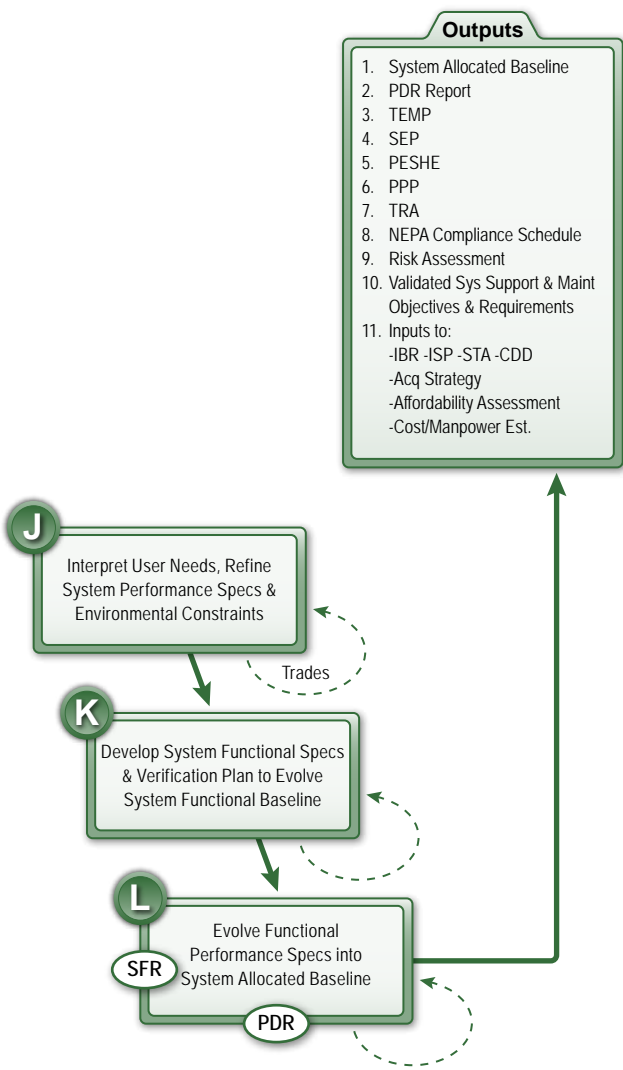 Outputs
1. System Allocated Baseline
2. PDR Report
3. TEMP
4. SEP
5. PESHE
6. PPP
7. TRA
8. NEPA Compliance Schedule
9. Risk Assessment
10. Validated Sys Support & Maint
Objectives & Requirements
11. Inputs to:
-IBR -ISP -STA -CDD
-Acq Strategy
-Affordability Assessment
-Cost/Manpower Est.
J
Interpret User Needs, Refine
System Performance Specs &
Environmental Constraints
Trades
K
Develop System Functional Specs
& Verification Plan to Evolve
System Functional Baseline
L
Evolve Functional
Performance Specs into
System Allocated Baseline
SFR
PDR